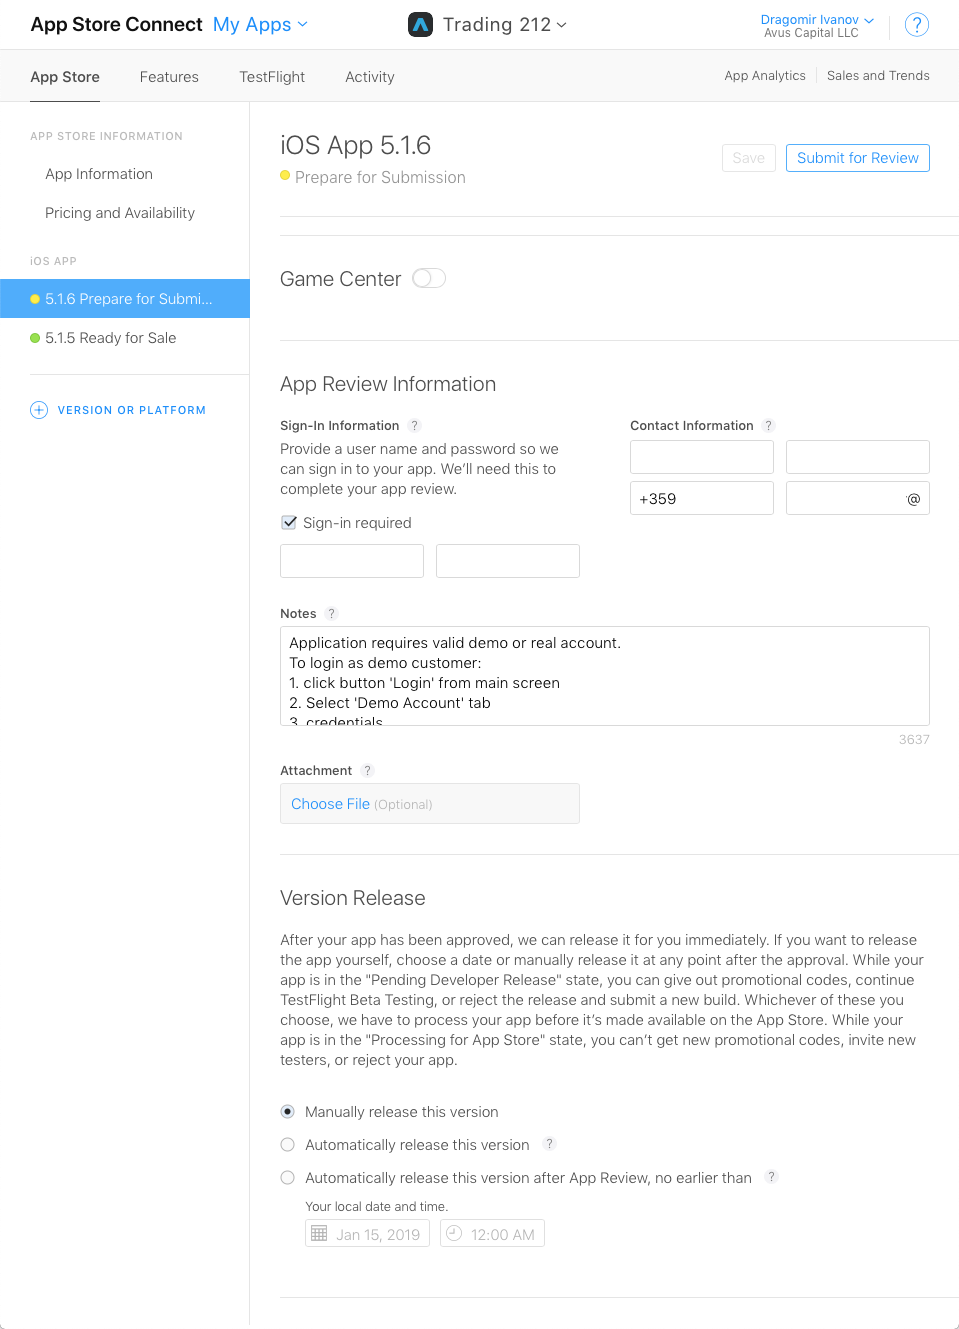 App Store Connect My Apps
Trading 212
Dragomir Ivanov
Avus Capital LLC
?
App Store
Features
TestFlight
Activity
App Analytics
Sales and Trends
APP STORE INFORMATION
App Information
Pricing and Availability
iOS APP
5.1.6 Prepare for Submi...
5.1.5 Ready for Sale
VERSION OR PLATFORM
iOS App 5.1.6
Prepare for Submission
Save
Submit for Review
Game Center
App Review Information
Sign-In Information ?
Provide a user name and password so we
can sign in to your app. We'll need this to
complete your app review.
Sign-in required
Contact Information ?
+359
@
Notes ?
Application requires valid demo or real account.
To login as demo customer:
1. click button 'Login' from main screen
2. Select 'Demo Account' tab
3. credentials
3637
Attachment ?
Choose File (Optional)
Version Release
After your app has been approved, we can release it for you immediately. If you want to release
the app yourself, choose a date or manually release it at any point after the approval. While your
app is in the "Pending Developer Release" state, you can give out promotional codes, continue
TestFlight Beta Testing, or reject the release and submit a new build. Whichever of these you
choose, we have to process your app before it's made available on the App Store. While your
app is in the "Processing for App Store" state, you can't get new promotional codes, invite new
testers, or reject your app.
Manually release this version
Automatically release this version ?
Automatically release this version after App Review, no earlier than ?
Your local date and time.
Jan 15, 2019
12:00 AM